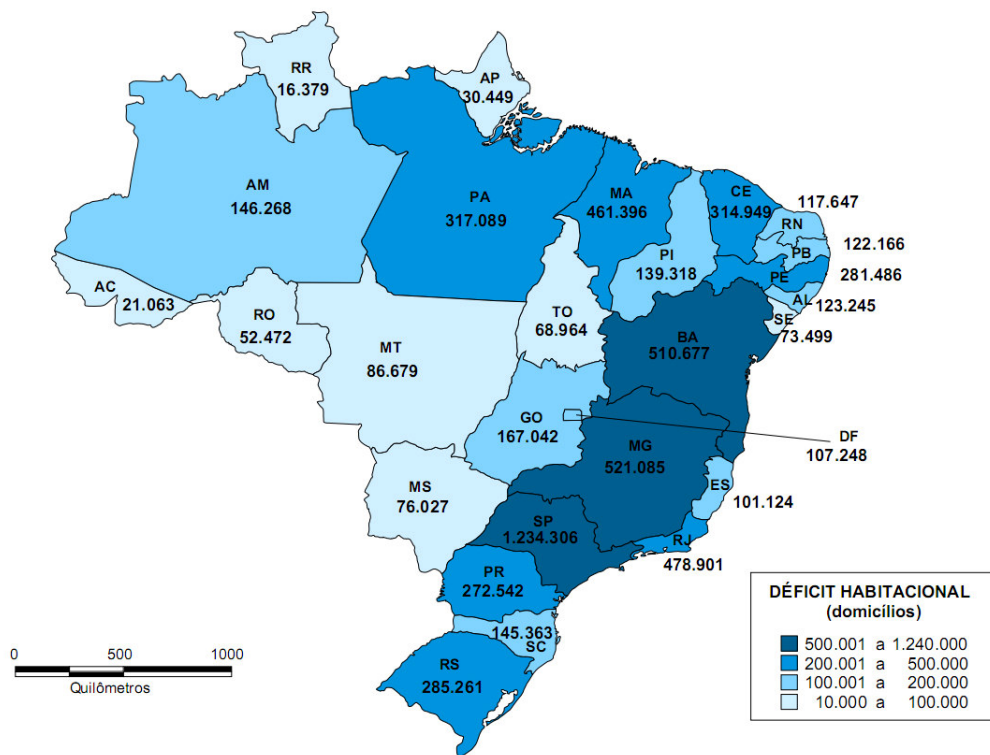 RR
16.379
AP
30.449
AM
146.268
PA
317.089
MA
461.396
CE
314.949
117.647
RN
122.166
PB
PI
139.318
281.486
PE
AC
21.063
AL
123.245
RO
52.472
TO
68.964
SE
73.499
BA
510.677
MT
86.679
GO
167.042
DF
107.248
MG
521.085
MS
76.027
ES
101.124
SP
1.234.306
RJ
478.901
PR
272.542
145.363
SC
RS
285.261
0 500 1000
Quilômetros
DÉFICIT HABITACIONAL
(domicílios)
500.001 a 1.240.000
200.001 a 500.000
100.001 a 200.000
10.000 a 100.000